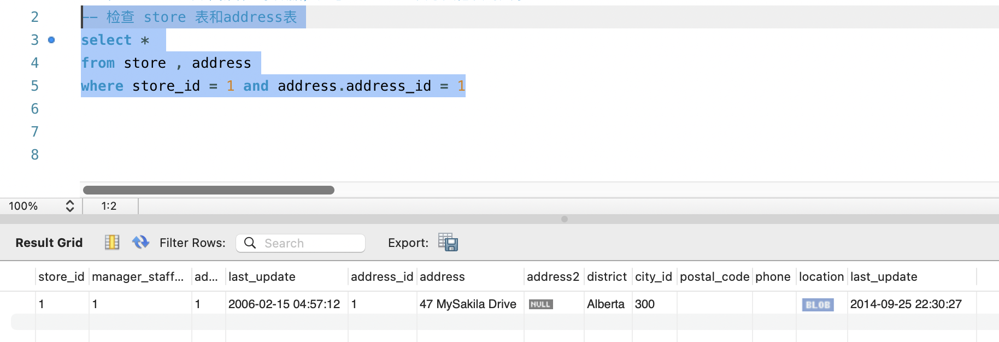 2 -- 检查 store 表和address表
3 select *
4 from store , address
5 where store_id = 1 and address.address_id = 1
6
7
8
100% 1:2
Result Grid Filter Rows: Search Export:
store_id manager_staff... ad... last_update address_id address address2 district city_id postal_code phone location last_update
1 1 1 2006-02-15 04:57:12 1 47 MySakila Drive NULL Alberta 300 BLOB 2014-09-25 22:30:27